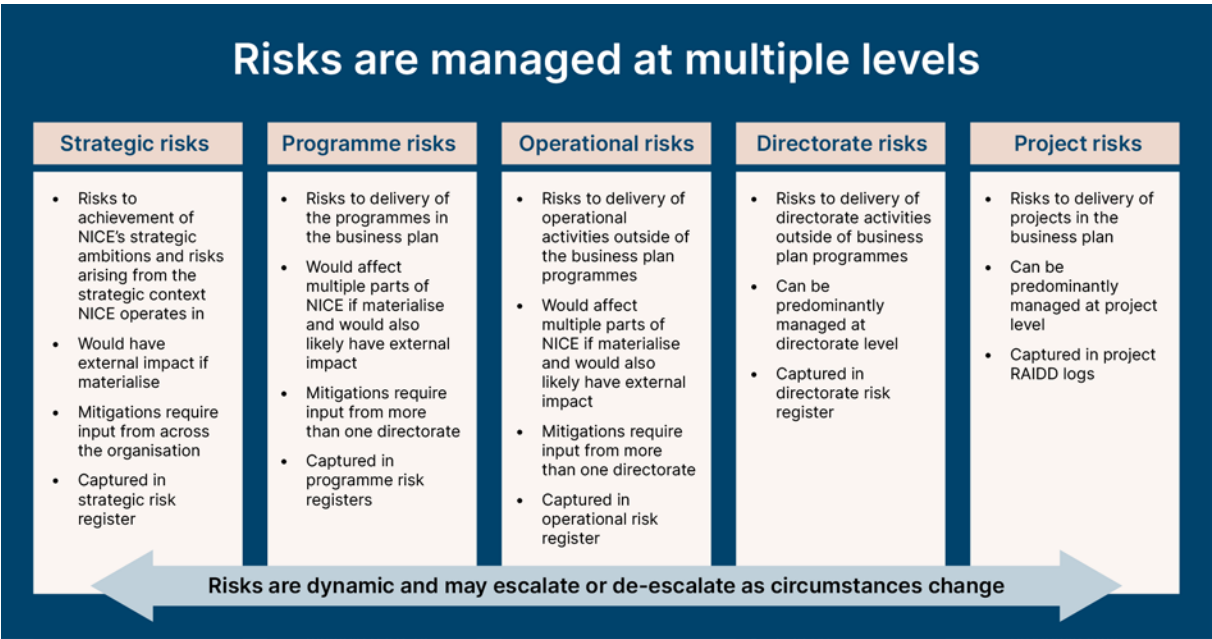 Risks are managed at multiple levels
Strategic risks
• Risks to
achievement of
NICE's strategic
ambitions and risks
arising from the
strategic context
NICE operates in
• Would have
external impact if
materialise
• Mitigations require
input from across
the organisation
• Captured in
strategic risk
register
Programme risks
• Risks to delivery of
the programmes in
the business plan
• Would affect
multiple parts of
NICE if materialise
and would also
likely have external
impact
• Mitigations require
input from more
than one directorate
• Captured in
programme risk
registers
Operational risks
• Risks to delivery of
operational
activities outside of
the business plan
programmes
• Would affect
multiple parts of
NICE if materialise
and would also
likely have external
impact
• Mitigations require
input from more
than one directorate
• Captured in
operational risk
register
Directorate risks
• Risks to delivery of
directorate activities
outside of business
plan programmes
• Can be
predominantly
managed at
directorate level
• Captured in
directorate risk
register
Project risks
• Risks to delivery of
projects in the
business plan
• Can be
predominantly
managed at project
level
• Captured in project
RAIDD logs
Risks are dynamic and may escalate or de-escalate as circumstances change